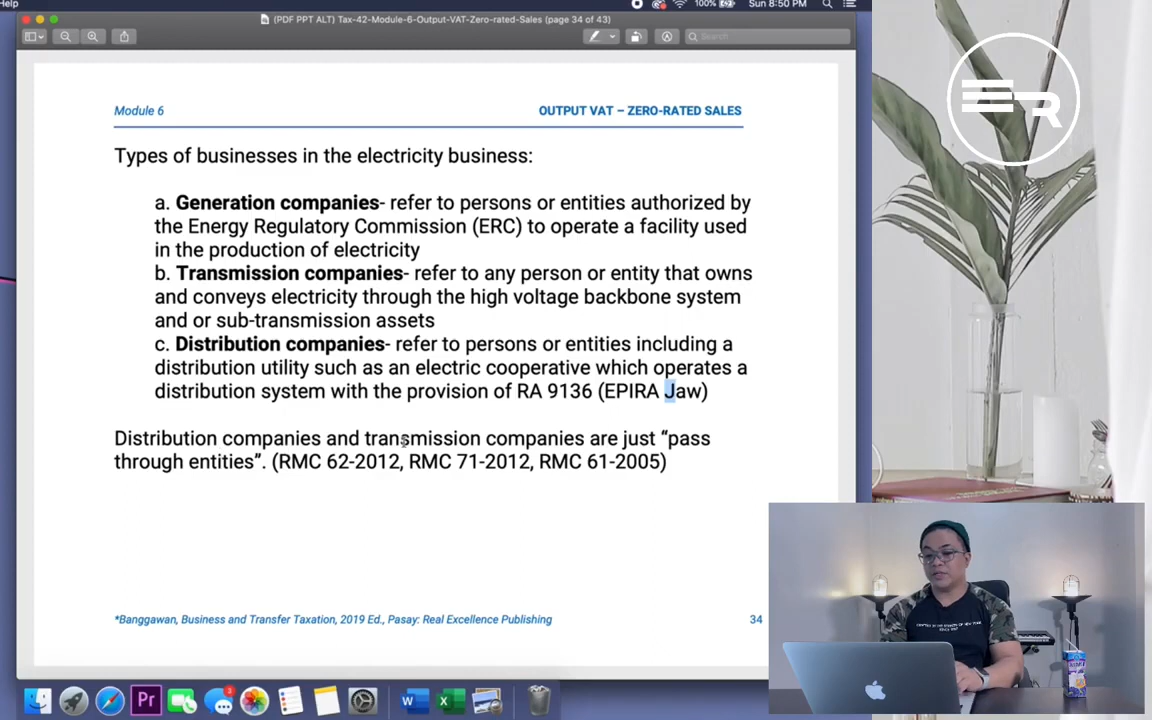 Help
100%
Sun 8:50 PM
(PDF PPT ALT) Tax-42-Module-6-Output-VAT-Zero-rated-Sales (page 34 of 43)
Search
Module 6
OUTPUT VAT – ZERO-RATED SALES
Types of businesses in the electricity business:
a. Generation companies- refer to persons or entities authorized by
the Energy Regulatory Commission (ERC) to operate a facility used
in the production of electricity
b. Transmission companies- refer to any person or entity that owns
and conveys electricity through the high voltage backbone system
and or sub-transmission assets
c. Distribution companies- refer to persons or entities including a
distribution utility such as an electric cooperative which operates a
distribution system with the provision of RA 9136 (EPIRA Jaw)
Distribution companies and transmission companies are just “pass
through entities”. (RMC 62-2012, RMC 71-2012, RMC 61-2005)
*Banggawan, Business and Transfer Taxation, 2019 Ed., Pasay: Real Excellence Publishing
34
ER
Pr
3
W
X